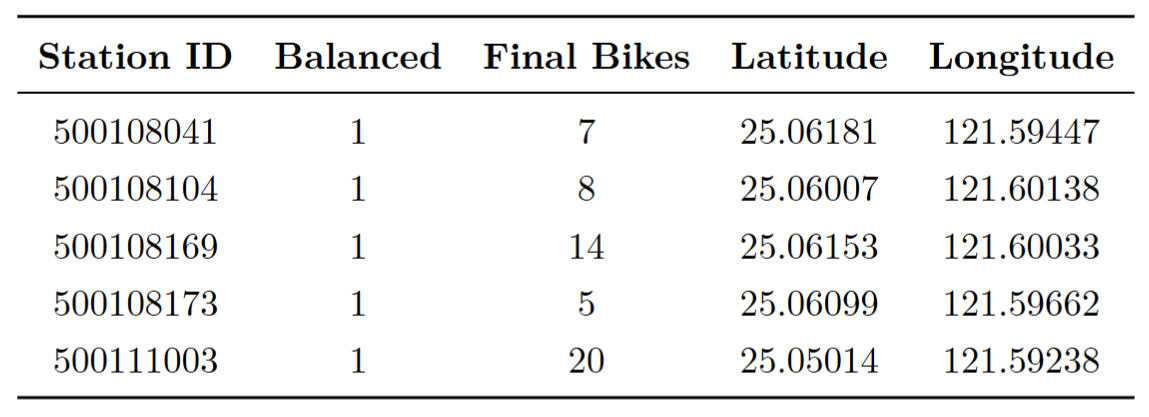 Station ID Balanced Final Bikes Latitude Longitude
500108041 1 7 25.06181 121.59447
500108104 1 8 25.06007 121.60138
500108169 1 14 25.06153 121.60033
500108173 1 5 25.06099 121.59662
500111003 1 20 25.05014 121.59238